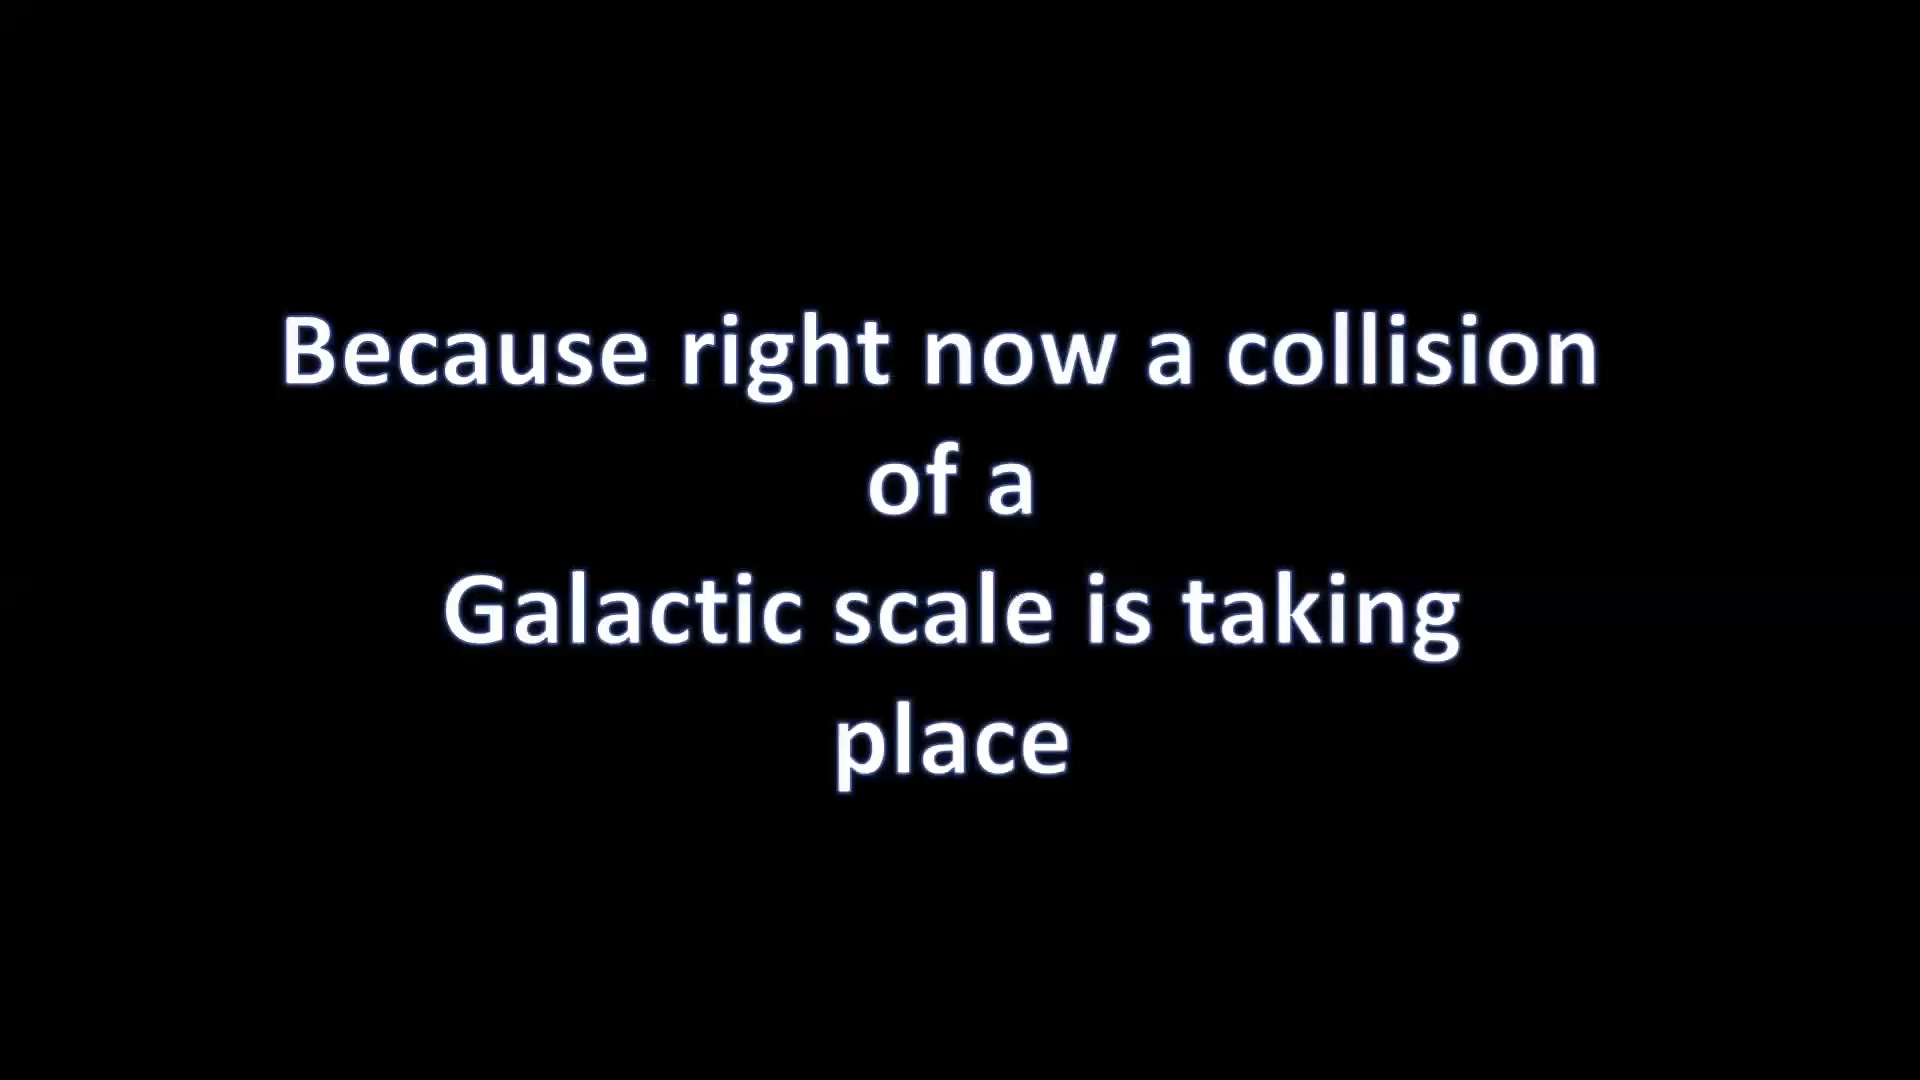 Because right now a collision
of a
Galactic scale is taking
place